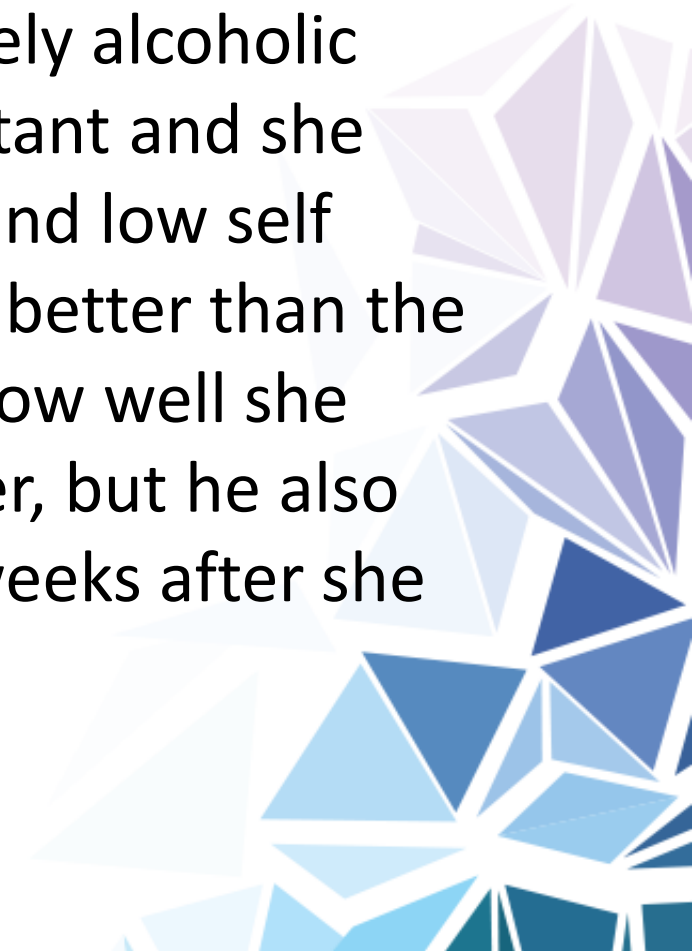 ely alcoholic
tant and she
nd low self
better than the
ow well she
er, but he also
eeks after she